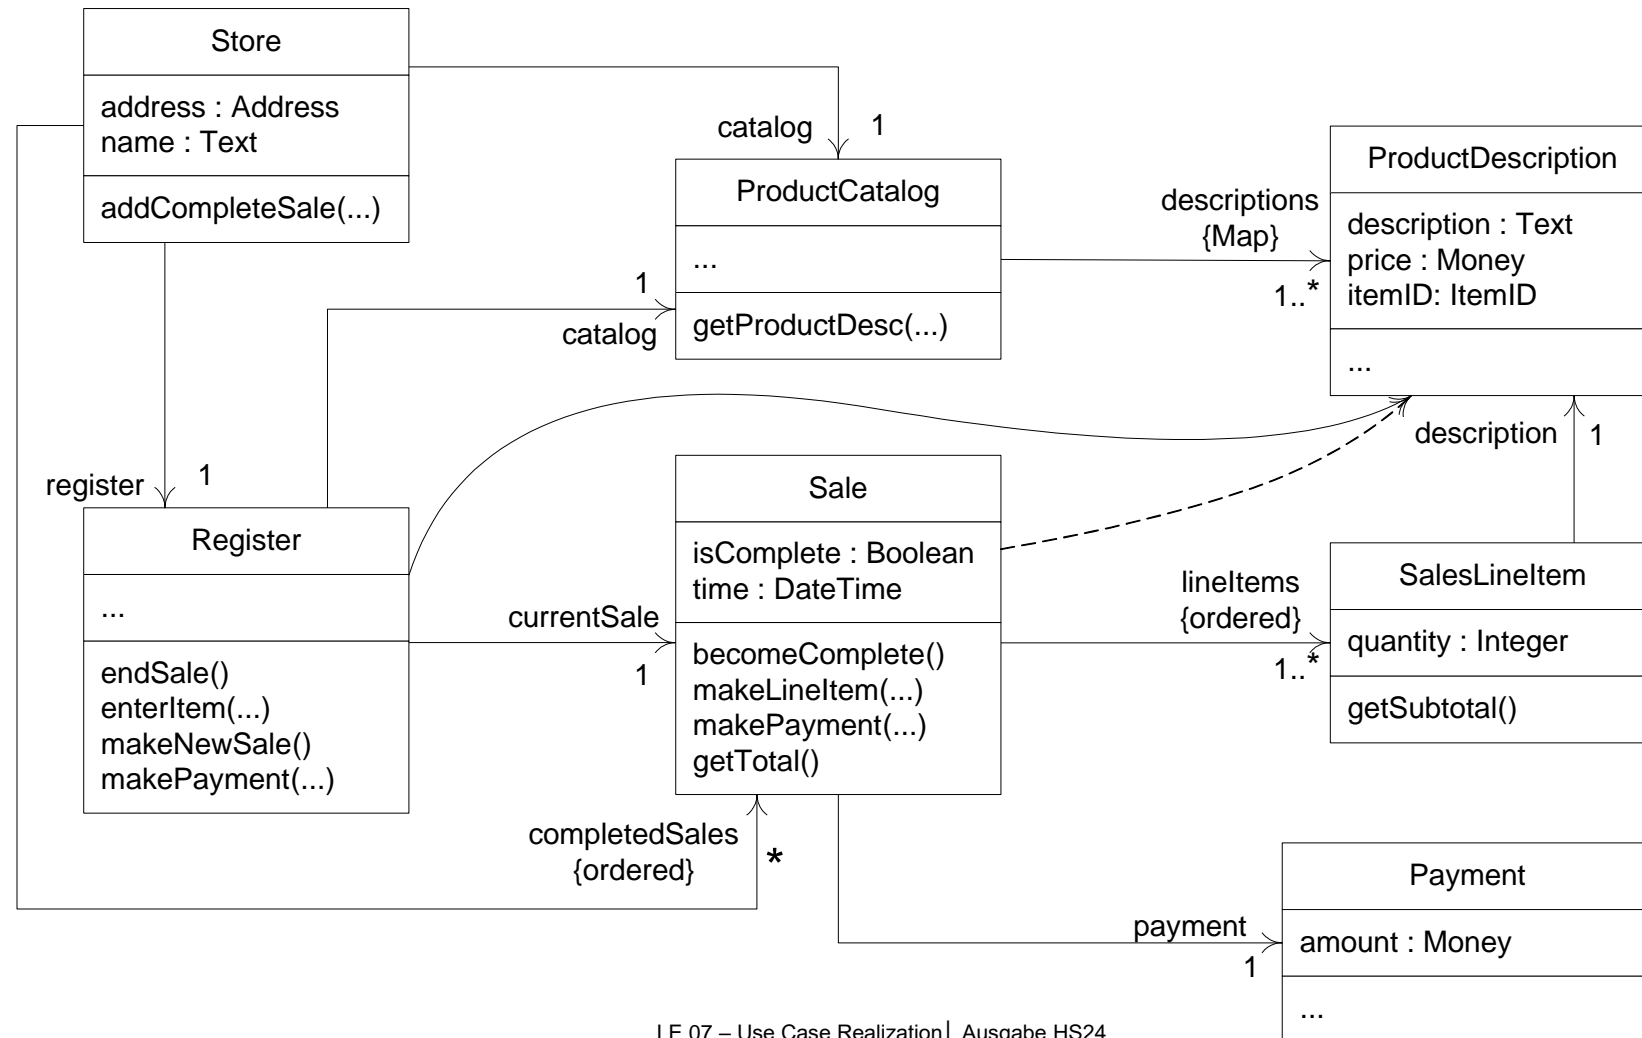 Store
address : Address
name : Text
addCompleteSale(...)
catalog
1
ProductCatalog
...
getProductDesc(...)
descriptions
{Map}
1..*
ProductDescription
description : Text
price : Money
itemID: ItemID
...
1
catalog
register
1
Register
...
endSale()
enterItem(...)
makeNewSale()
makePayment(...)
currentSale
1
Sale
isComplete : Boolean
time : DateTime
becomeComplete()
makeLineItem(...)
makePayment(...)
getTotal()
description
1
lineItems
{ordered}
1..*
SalesLineItem
quantity : Integer
getSubtotal()
completedSales
{ordered}
*
payment
1
Payment
amount : Money
...
LE 07 – Use Case Realization| Ausgabe HS24